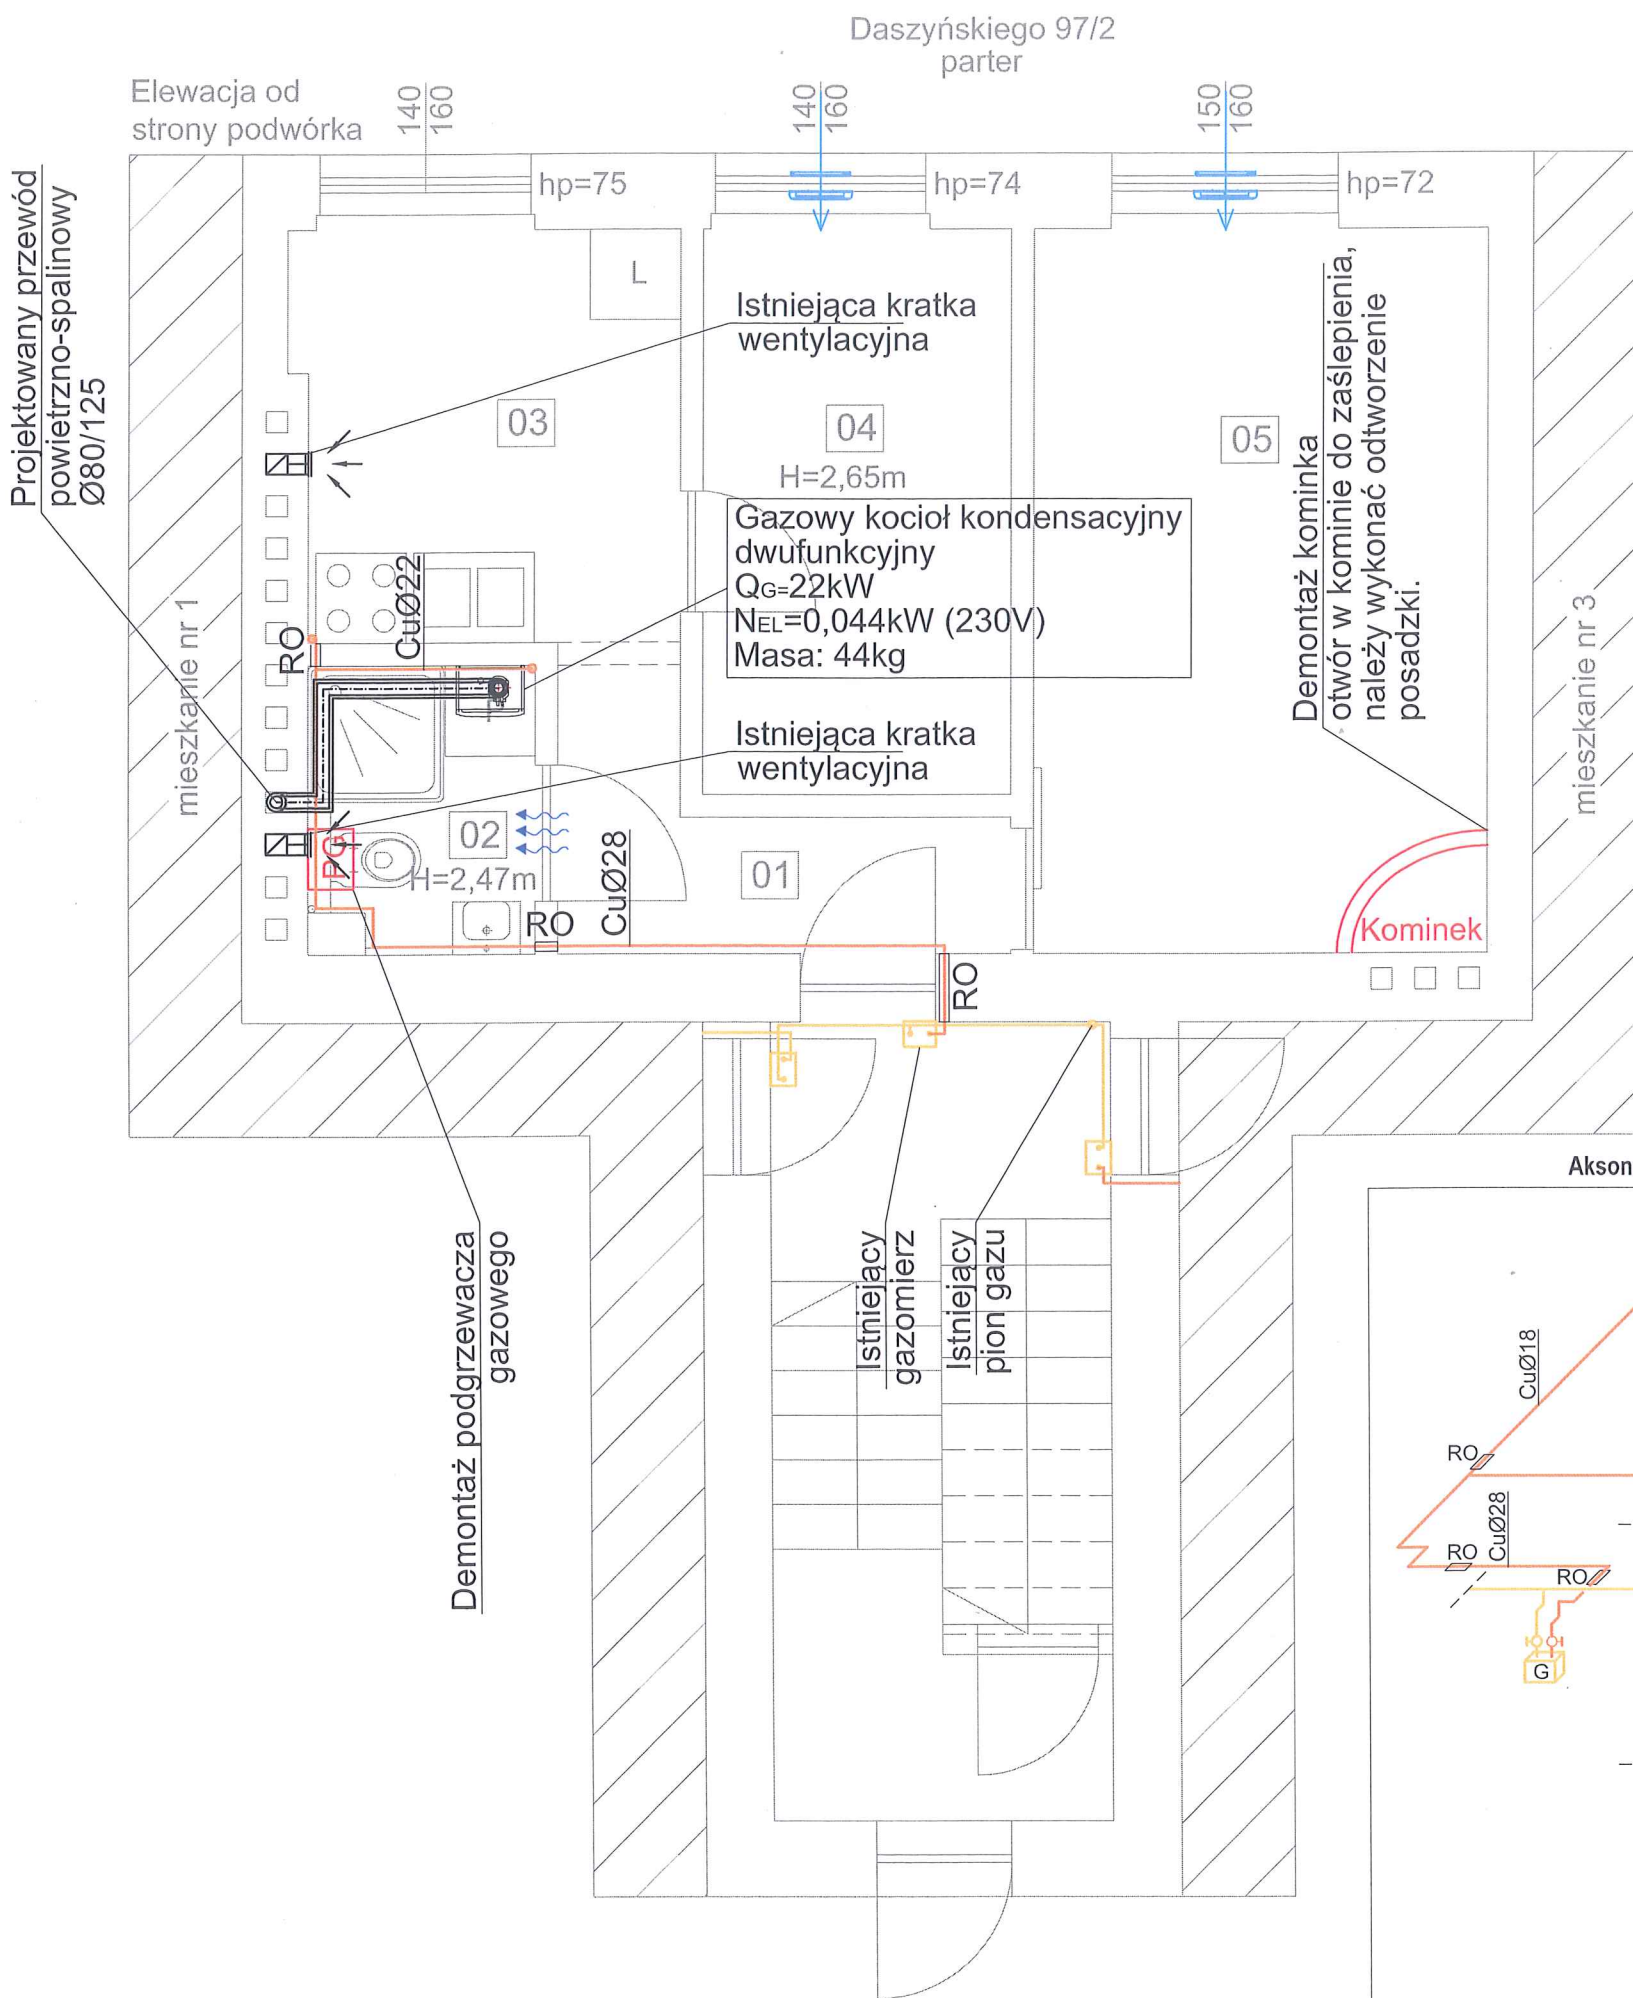 Daszyńskiego 97/2
parter
Elewacja od
strony podwórka
140
160
140
160
150
160
hp=75
hp=74
hp=72
Projektowany przewód
powietrzno-spalinowy
Ø80/125
L
Istniejąca kratka
wentylacyjna
03
04
H=2,65m
05
Gazowy kocioł kondensacyjny
dwufunkcyjny
QG=22kW
NEL=0,044kW (230V)
Masa: 44kg
Demontaż kominka
otwór w kominie do zaślepienia,
należy wykonać odtworzenie
posadzki.
mieszkanie nr 1
mieszkanie nr 3
RO
CuØ22
Istniejąca kratka
wentylacyjna
PG
02
H=2,47m
01
CuØ28
RO
RO
Kominek
Demontaż podgrzewacza
gazowego
Istniejący
gazomierz
Istniejący
pion gazu
Akson
CuØ18
RO
CuØ28
RO
RO
G